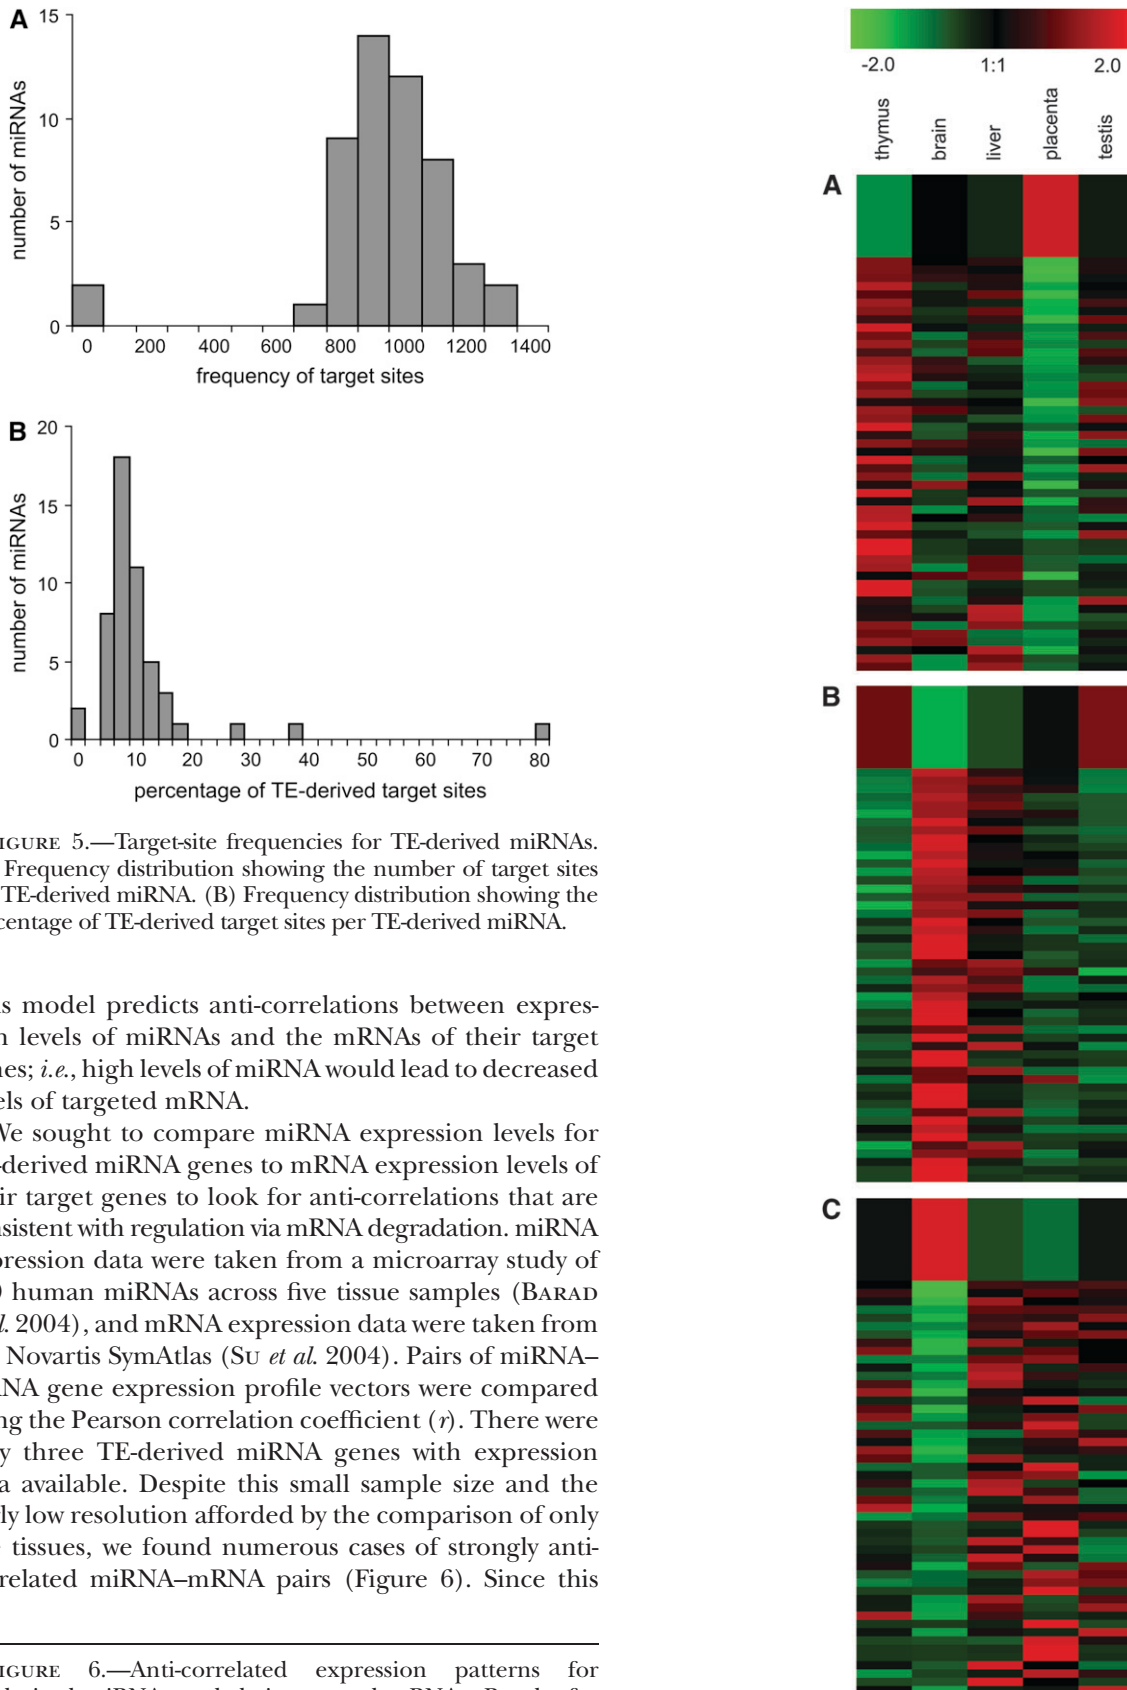 A
15
10
5
0
number of miRNAs
0 200 400 600 800 1000 1200 1400
frequency of target sites
B
20
15
10
5
0
number of miRNAs
0 10 20 30 40 50 60 70 80
percentage of TE-derived target sites
IGURE 5.—Target-site frequencies for TE-derived miRNAs.
Frequency distribution showing the number of target sites
TE-derived miRNA. (B) Frequency distribution showing the
centage of TE-derived target sites per TE-derived miRNA.
is model predicts anti-correlations between expres-
n levels of miRNAs and the mRNAs of their target
nes; i.e., high levels of miRNA would lead to decreased
els of targeted mRNA.
We sought to compare miRNA expression levels for
-derived miRNA genes to mRNA expression levels of
ir target genes to look for anti-correlations that are
nsistent with regulation via mRNA degradation. miRNA
pression data were taken from a microarray study of
0 human miRNAs across five tissue samples (BARAD
l. 2004), and mRNA expression data were taken from
Novartis SymAtlas (SU et al. 2004). Pairs of miRNA–
RNA gene expression profile vectors were compared
ng the Pearson correlation coefficient (r). There were
y three TE-derived miRNA genes with expression
a available. Despite this small sample size and the
rly low resolution afforded by the comparison of only
tissues, we found numerous cases of strongly anti-
related miRNA–mRNA pairs (Figure 6). Since this
IGURE 6.—Anti-correlated expression patterns for
-2.0 1:1 2.0
thymus brain liver placenta testis
A
B
C